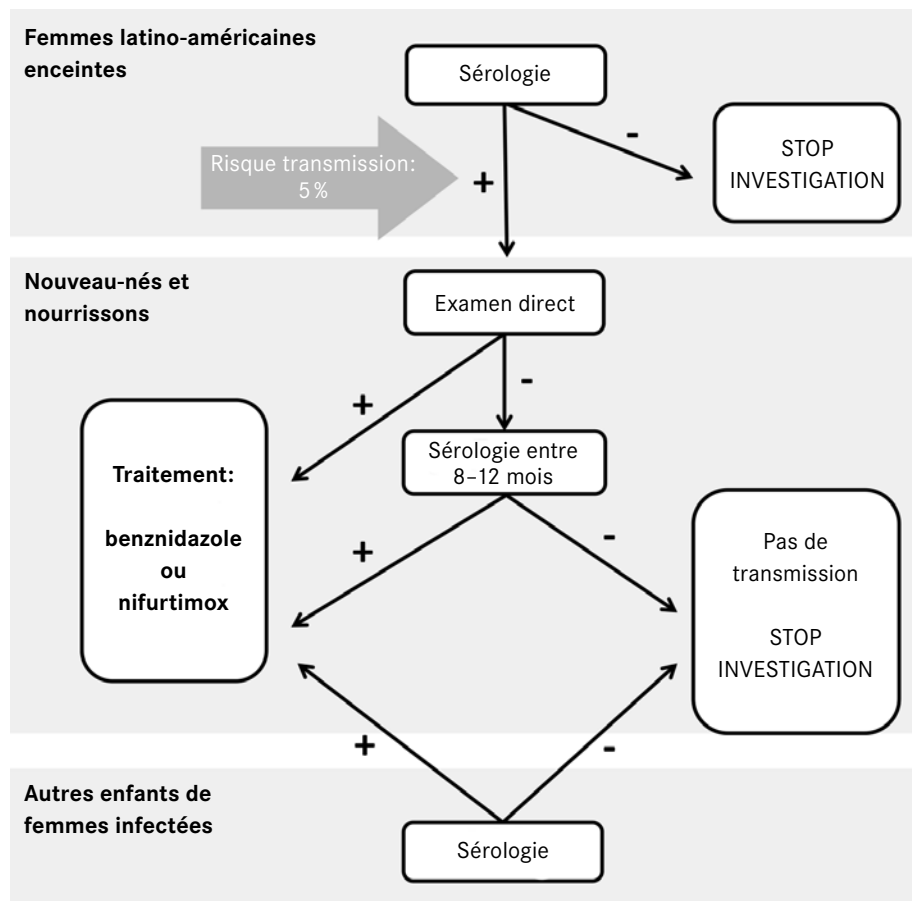 Femmes latino-américaines
enceintes
Sérologie
-
STOP
INVESTIGATION
Risque transmission:
5 %
+
Nouveau-nés et
nourrissons
Examen direct
+
-
Traitement:
benznidazole
ou
nifurtimox
Sérologie entre
8–12 mois
+
-
Pas de
transmission
STOP
INVESTIGATION
+
-
Autres enfants de
femmes infectées
Sérologie